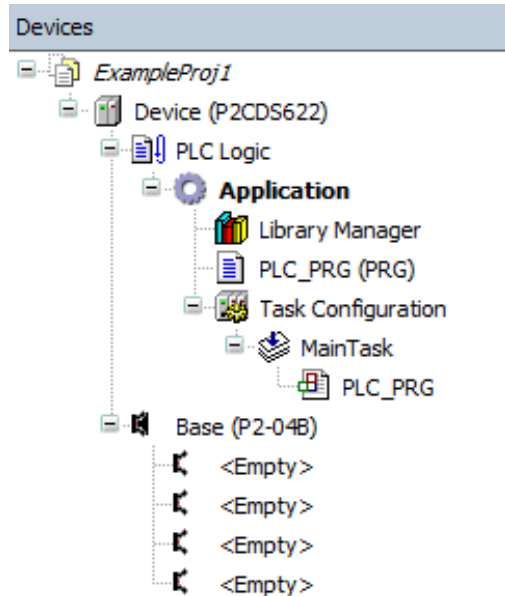 Devices
ExampleProj1
Device (P2CDS622)
PLC Logic
Application
Library Manager
PLC_PRG (PRG)
Task Configuration
MainTask
PLC_PRG
Base (P2-04B)
<Empty>
<Empty>
<Empty>
<Empty>